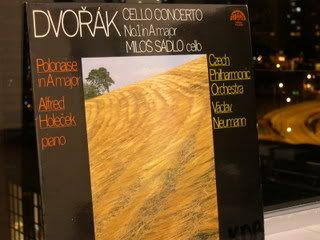 DVOŘÁK
CELLO CONCERTO
No.1 in A major
MILOŠ SÁDLO cello
Polonaise
in A major
Alfred
Holeček
piano
Czech
Philharmonic
Orchestra
Václav
Neumann